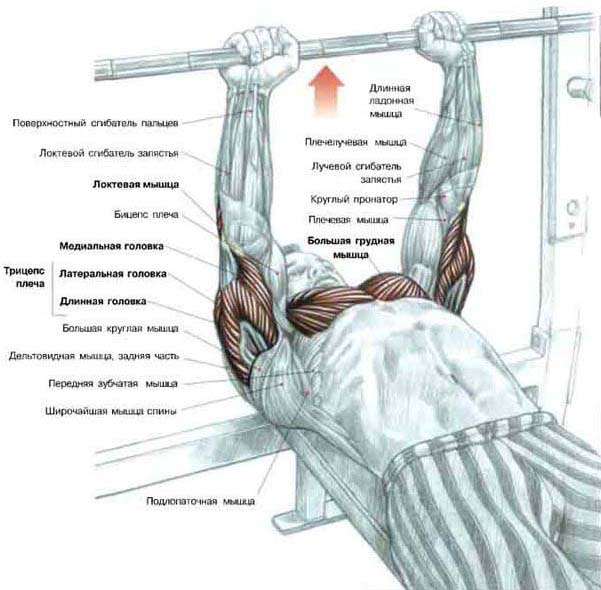 Поверхностный сгибатель пальцев
Локтевой сгибатель запястья
Локтевая мышца
Бицепс плеча
Медиальная головка
Трицепс
плеча
Латеральная головка
Длинная головка
Большая круглая мышца
Дельтовидная мышца, задняя часть
Передняя зубчатая мышца
Широчайшая мышца спины
Подлопаточная мышца
Длинная
ладонная
мышца
Плечелучевая мышца
Лучевой сгибатель
запястья
Круглый пронатор
Плечевая мышца
Большая грудная
мышца